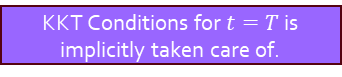 KKT Conditions for t = T is
implicitly taken care of.